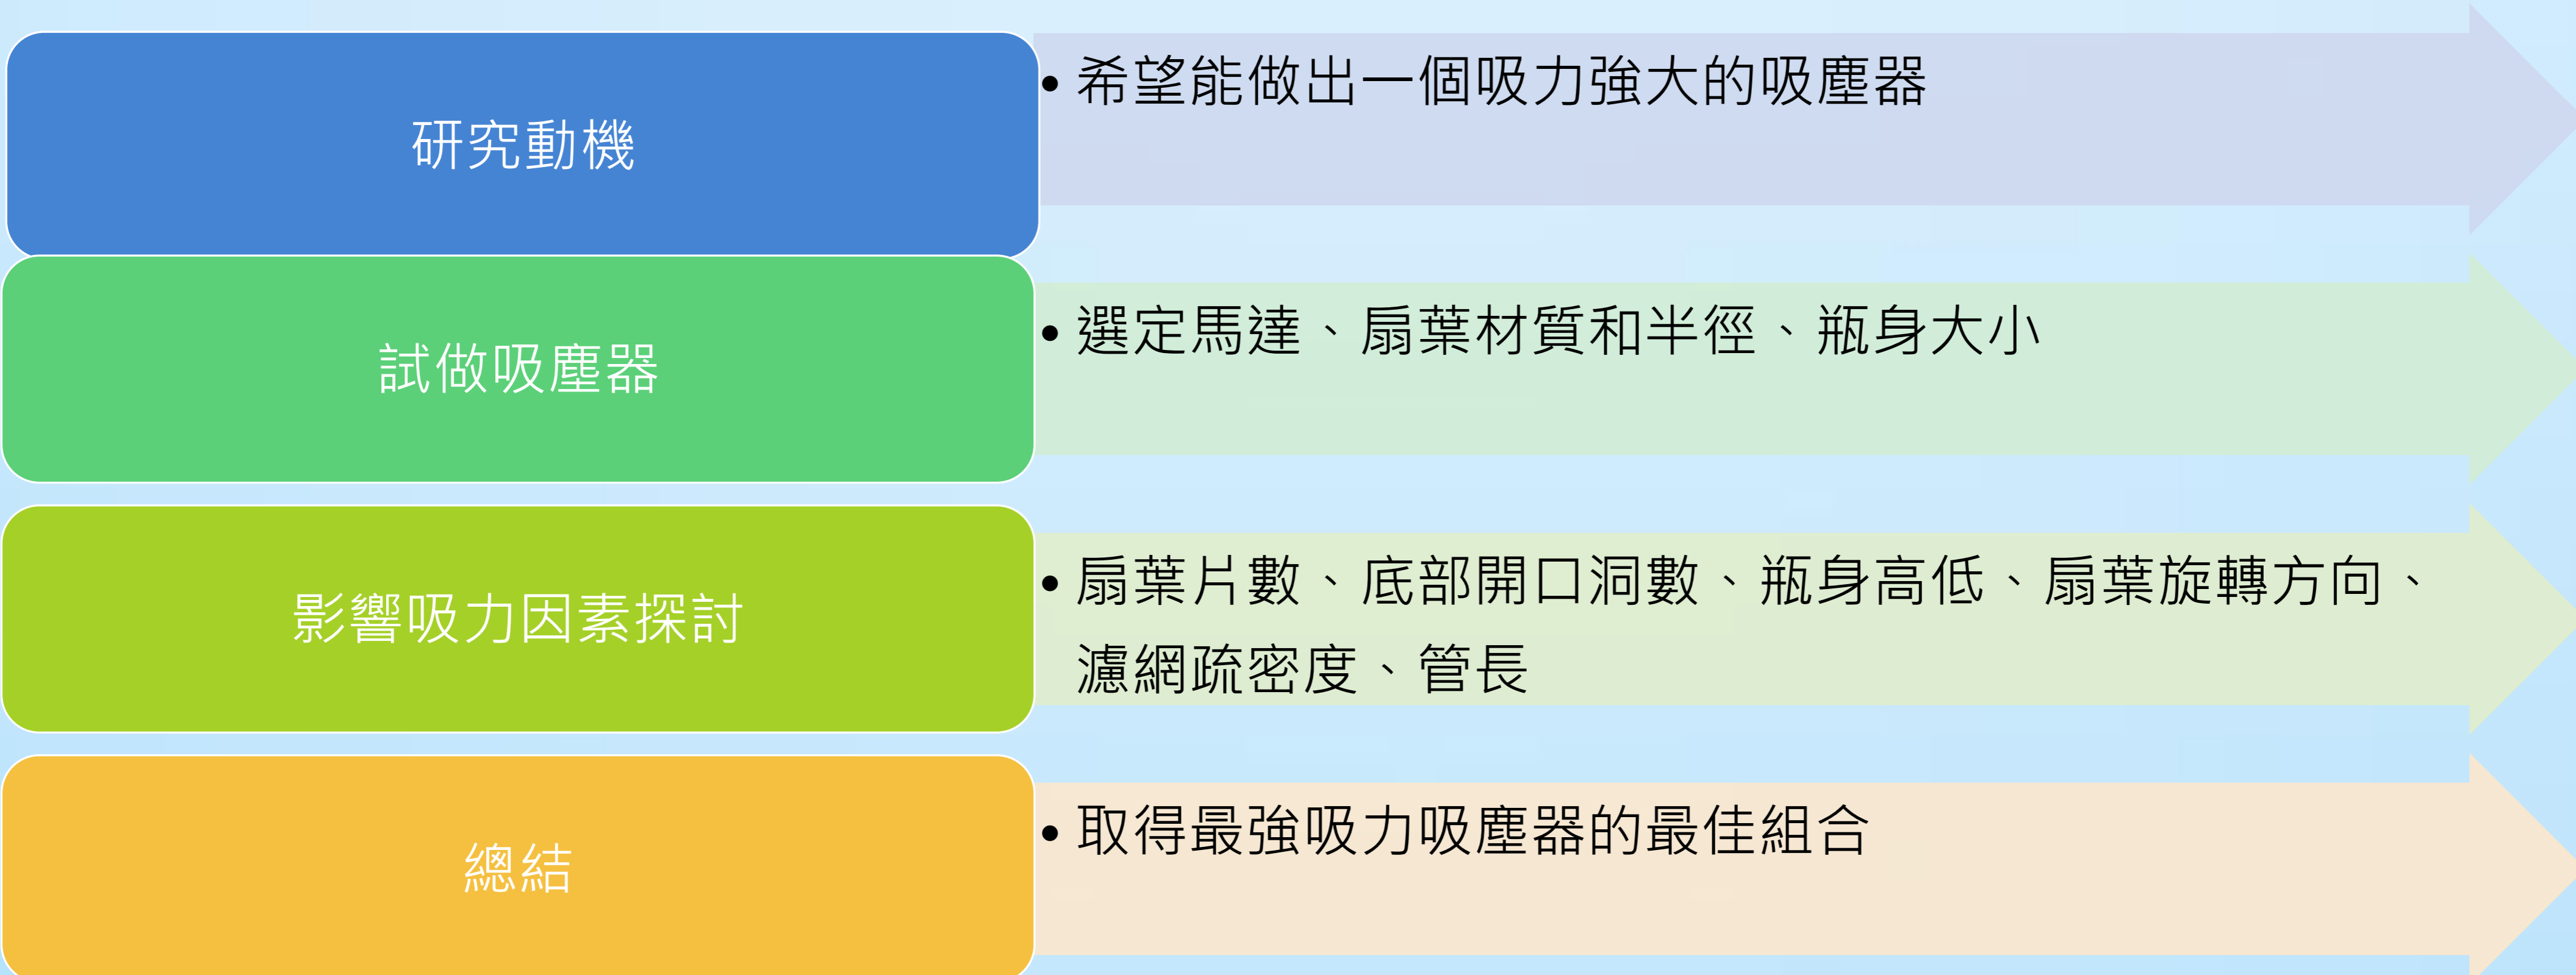 研究動機
• 希望能做出一個吸力強大的吸塵器
試做吸塵器
• 選定馬達、扇葉材質和半徑、瓶身大小
影響吸力因素探討
• 扇葉片數、底部開口洞數、瓶身高低、扇葉旋轉方向、
濾網疏密度、管長
總結
• 取得最強吸力吸塵器的最佳組合